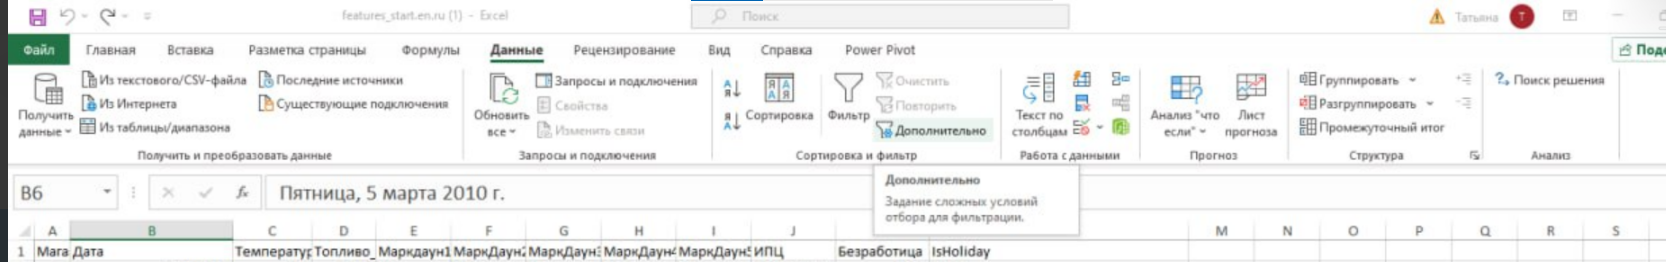 features_start.en.ru (1) - Excel
Поиск
Татьяна
Т
Файл Главная Вставка Разметка страницы Формулы Данные Рецензирование Вид Справка Power Pivot
Получить данные
Из текстового/CSV-файла
Из Интернета
Из таблицы/диапазона
Последние источники
Существующие подключения
Получить и преобразовать данные
Обновить все
Запросы и подключения
Свойства
Изменить связи
Запросы и подключения
Сортировка
Фильтр
Очистить
Повторить
Дополнительно
Сортировка и фильтр
Текст по столбцам
Работа с данными
Анализ "что если"
Лист прогноза
Прогноз
Группировать
Разгруппировать
Промежуточный итог
Структура
Поиск решения
Анализ
Дополнительно
Задание сложных условий
отбора для фильтрации.
B6 fx Пятница, 5 марта 2010 г.
A B C D E F G H I J M N O P Q R S
1 Мага Дата Температур Топливо_ Маркдаун1 МаркДаун2 МаркДаун3 МаркДаун4 МаркДаун5 ИПЦ Безработица IsHoliday